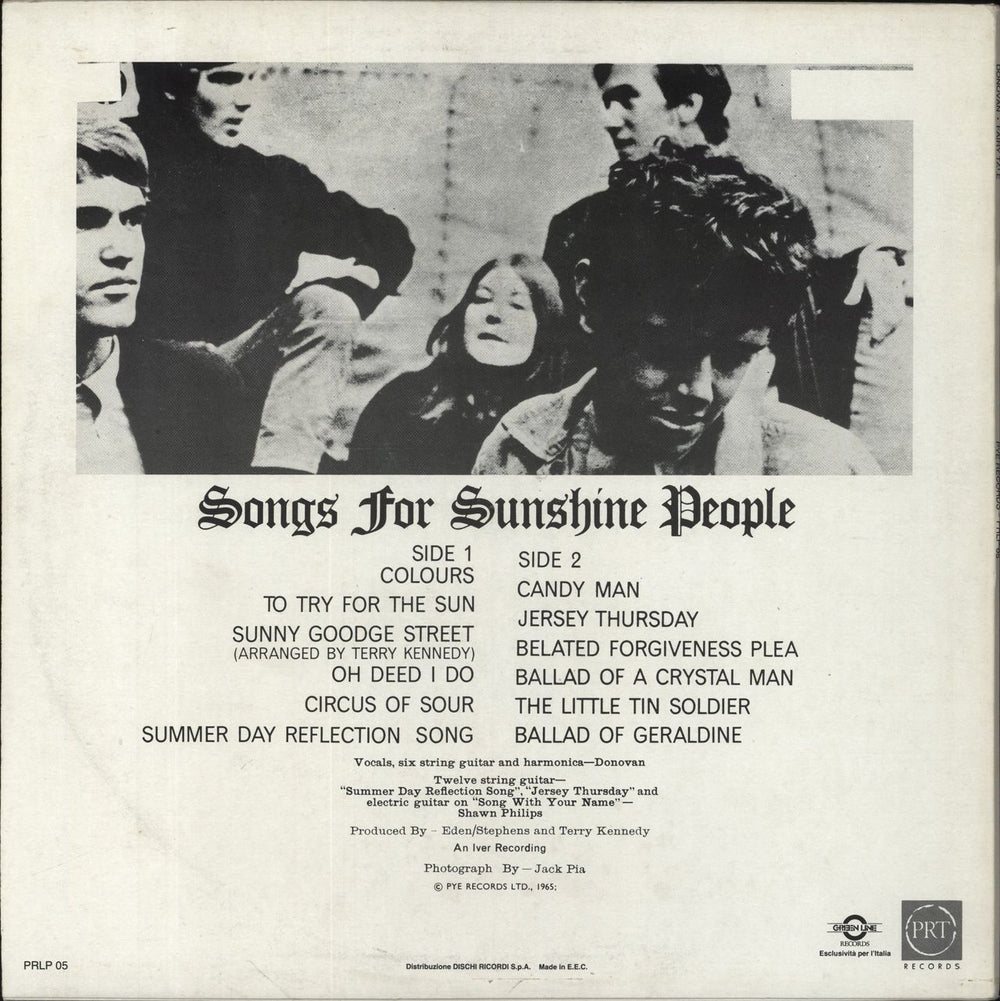 Songs For Sunshine People
SIDE 1
COLOURS
TO TRY FOR THE SUN
SUNNY GOODGE STREET
(ARRANGED BY TERRY KENNEDY)
OH DEED I DO
CIRCUS OF SOUR
SUMMER DAY REFLECTION SONG
SIDE 2
CANDY MAN
JERSEY THURSDAY
BELATED FORGIVENESS PLEA
BALLAD OF A CRYSTAL MAN
THE LITTLE TIN SOLDIER
BALLAD OF GERALDINE
Vocals, six string guitar and harmonica—Donovan
Twelve string guitar—
"Summer Day Reflection Song", "Jersey Thursday" and
electric guitar on "Song With Your Name"—
Shawn Philips
Produced By - Eden/Stephens and Terry Kennedy
An Iver Recording
Photograph By — Jack Pia
© PYE RECORDS LTD., 1965;
GREEN LINE
RECORDS
Esclusività per l'Italia
PRT
RECORDS
PRLP 05
Distribuzione DISCHI RICORDI S.p.A. Made in E.E.C.